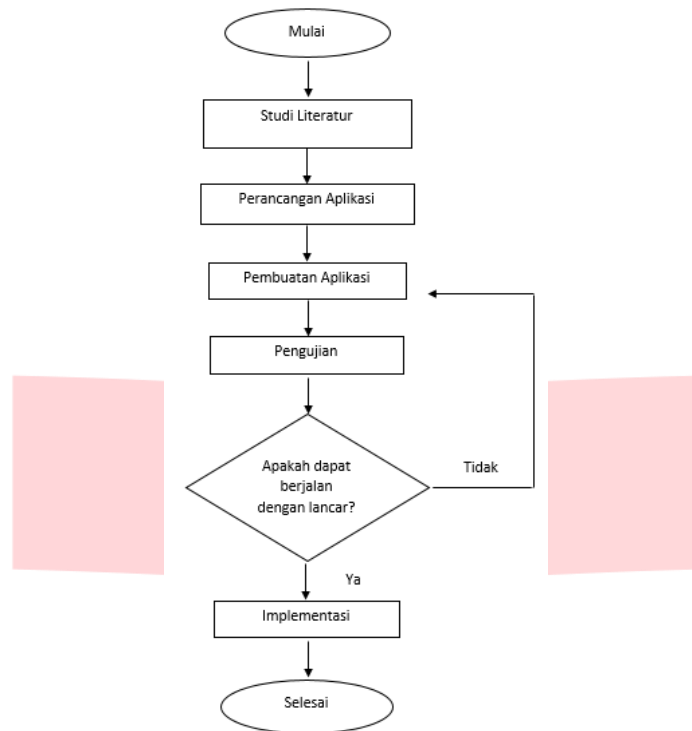 Mulai
Studi Literatur
Perancangan Aplikasi
Pembuatan Aplikasi
Pengujian
Apakah dapat
berjalan
dengan lancar?
Tidak
Ya
Implementasi
Selesai